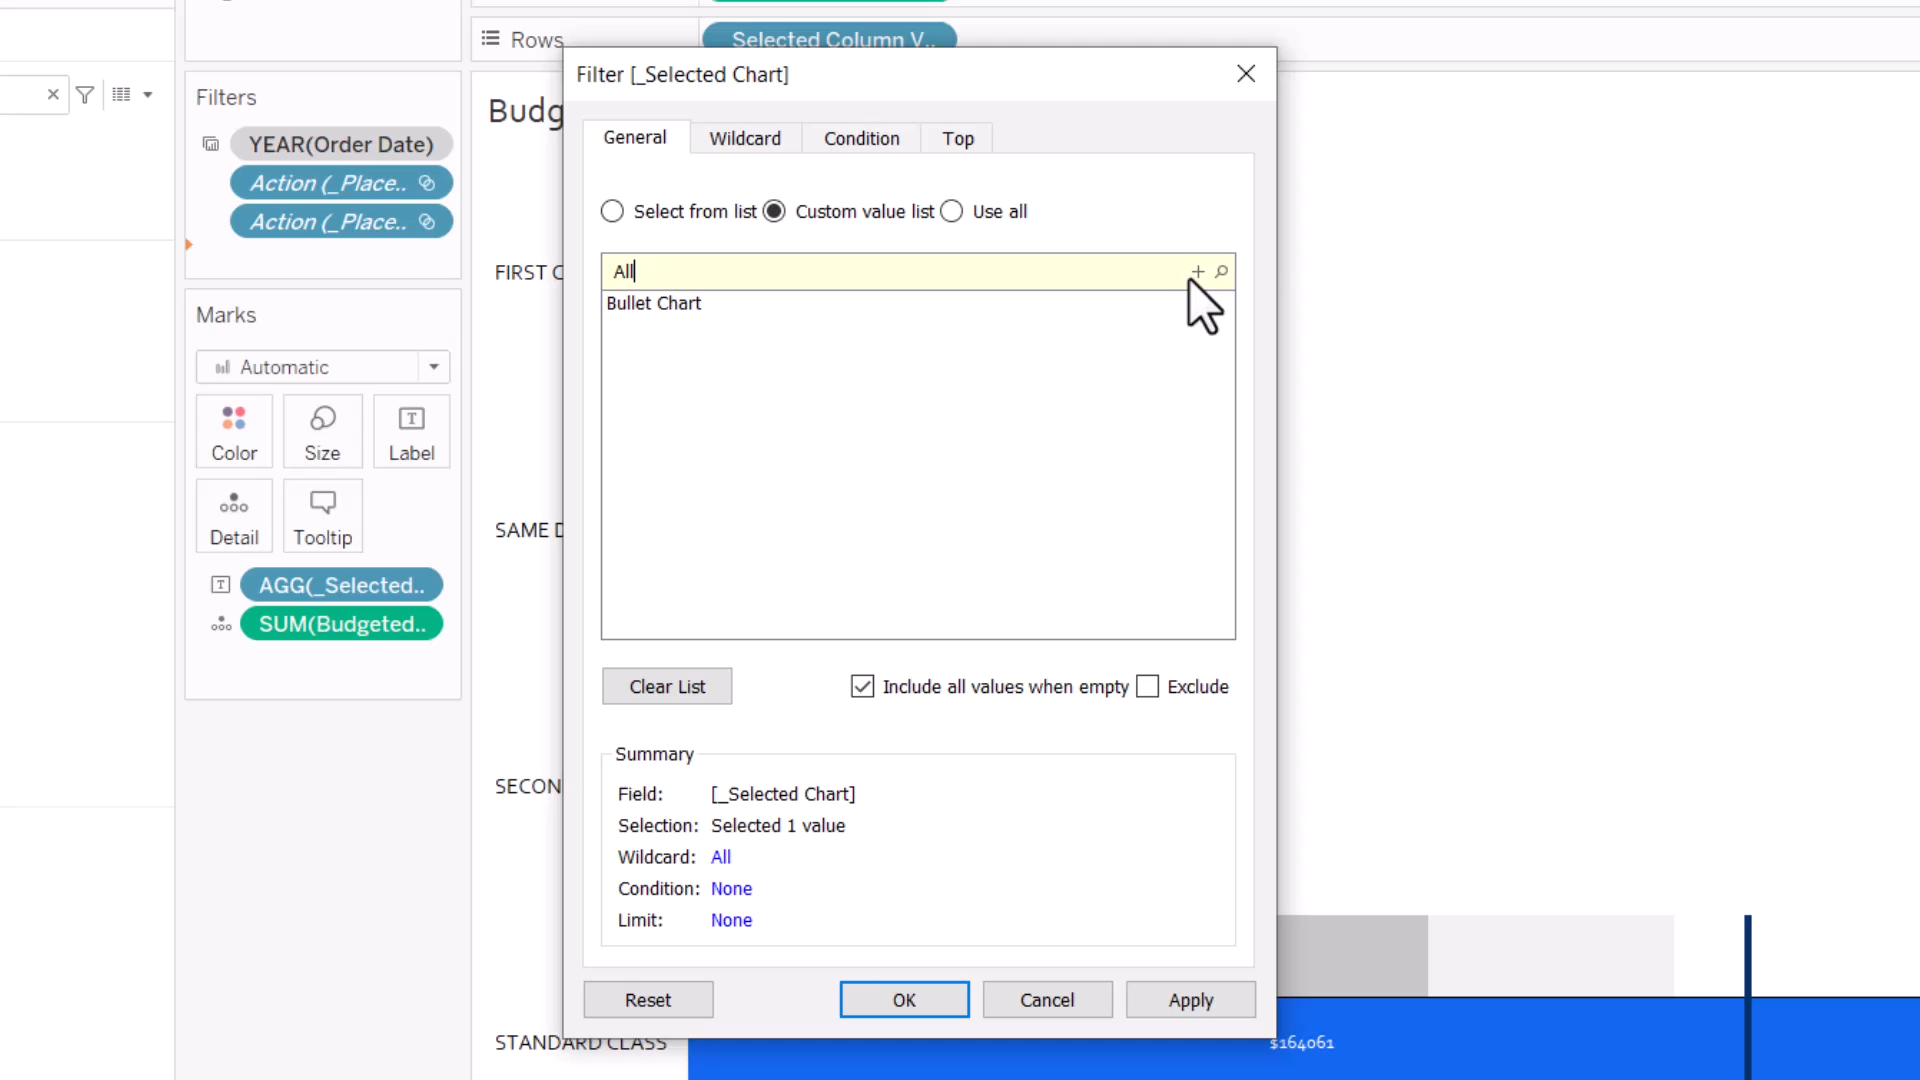 Rows
Selected Column V..
Filters
YEAR(Order Date)
Action (_Place..
Action (_Place..
Marks
Automatic
Color
Size
Label
Detail
Tooltip
AGG(_Selected..
SUM(Budgeted..
Budg
FIRST C
SAME D
SECON
STANDARD CLASS
$164061
Filter [_Selected Chart]
General
Wildcard
Condition
Top
Select from list
Custom value list
Use all
All
Bullet Chart
Clear List
Include all values when empty
Exclude
Summary
Field: [_Selected Chart]
Selection: Selected 1 value
Wildcard: All
Condition: None
Limit: None
Reset
OK
Cancel
Apply